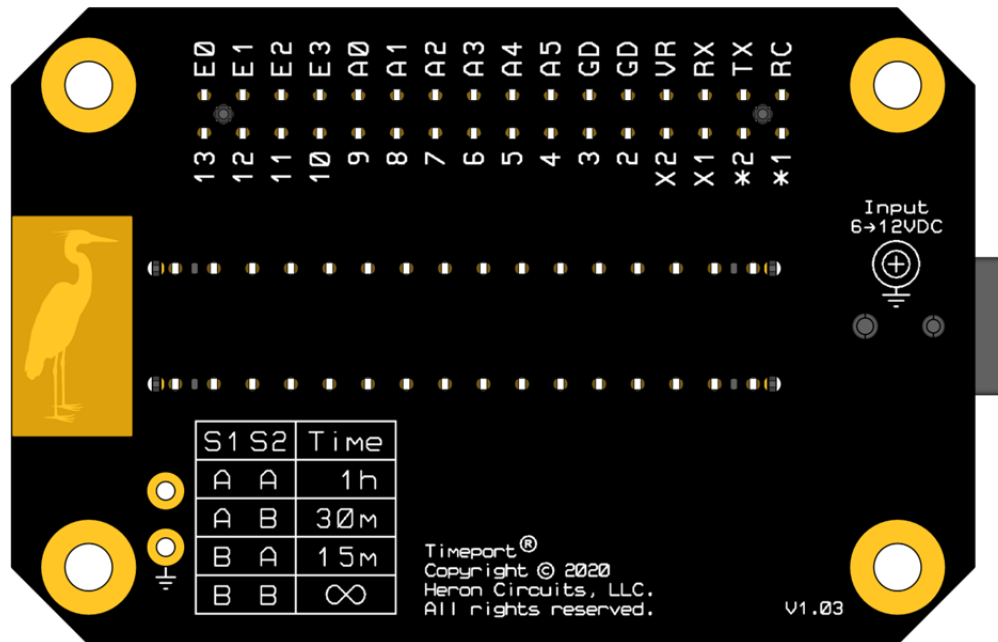 E0 E1 E2 E3 A0 A1 A2 A3 A4 A5 GD GD VR RX TX RC
13 12 11 10 9 8 7 6 5 4 3 2 X2 X1 *2 *1
Input
6→12VDC
S1 S2 Time
A A 1h
A B 30m
B A 15m
B B ∞
Timeport®
Copyright © 2020
Heron Circuits, LLC.
All rights reserved.
V1.03